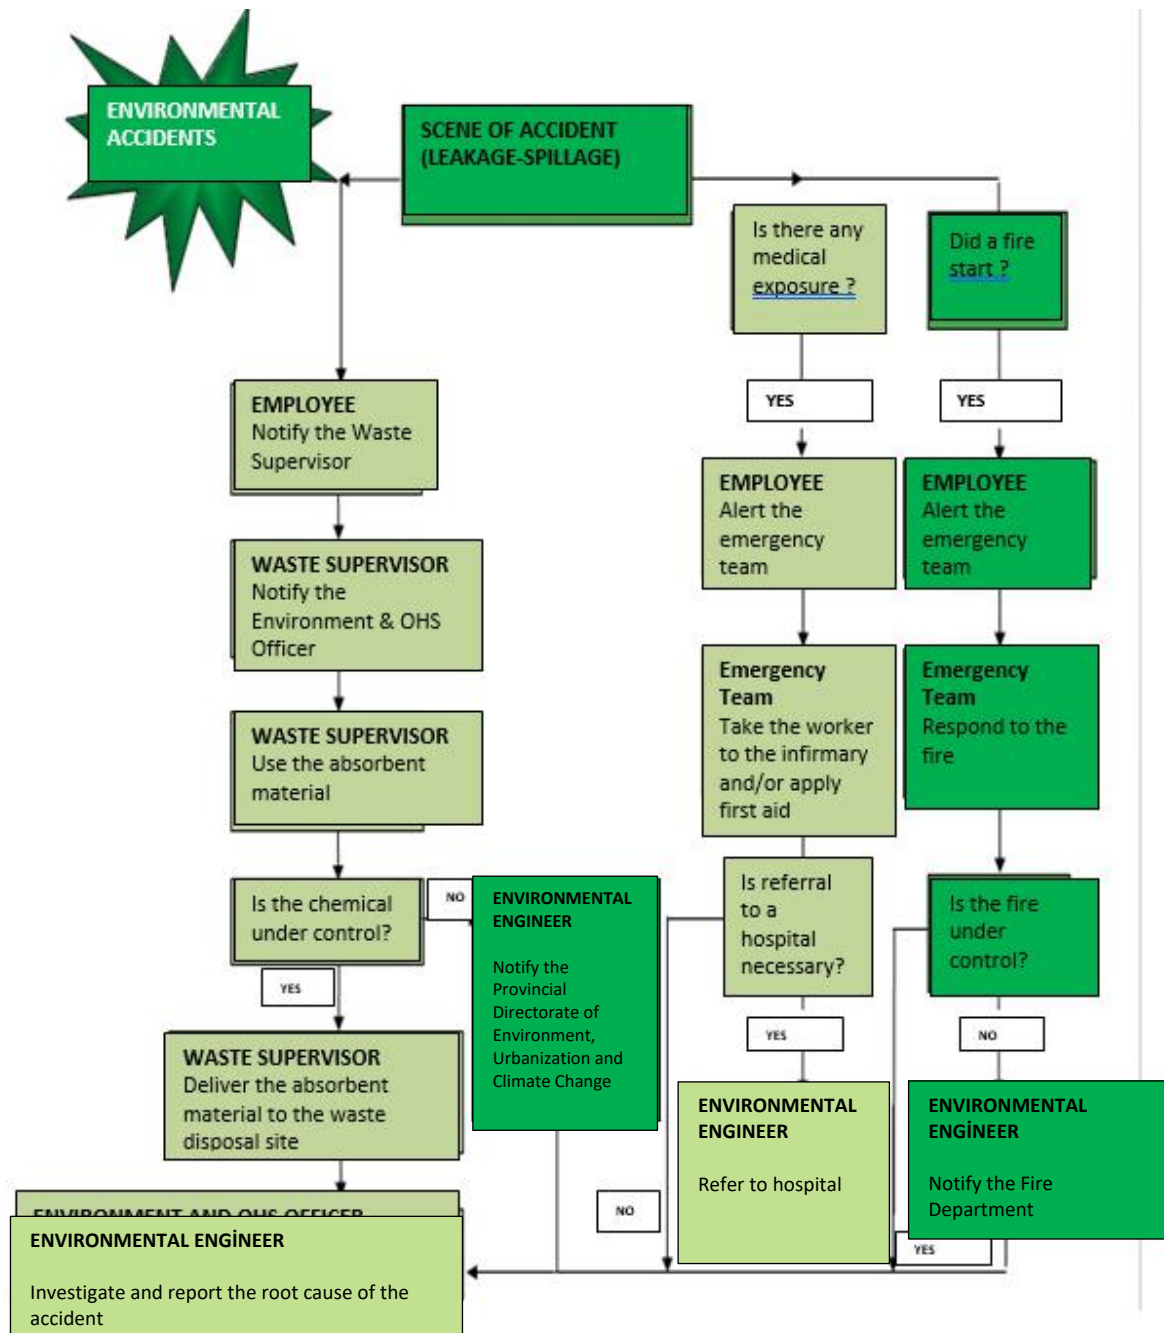 ENVIRONMENTAL
ACCIDENTS
SCENE OF ACCIDENT
(LEAKAGE-SPILLAGE)
Is there any
medical
exposure ?
Did a fire
start ?
YES
YES
EMPLOYEE
Notify the Waste
Supervisor
EMPLOYEE
Alert the
emergency
team
EMPLOYEE
Alert the
emergency
team
WASTE SUPERVISOR
Notify the
Environment & OHS
Officer
Emergency
Team
Take the worker
to the infirmary
and/or apply
first aid
Emergency
Team
Respond to the
fire
WASTE SUPERVISOR
Use the absorbent
material
Is the chemical
under control?
NO
YES
ENVIRONMENTAL
ENGINEER
Notify the
Provincial
Directorate of
Environment,
Urbanization and
Climate Change
Is referral
to a
hospital
necessary?
Is the fire
under
control?
YES
NO
WASTE SUPERVISOR
Deliver the absorbent
material to the waste
disposal site
ENVIRONMENTAL
ENGINEER
Refer to hospital
ENVIRONMENTAL
ENGİNEER
Notify the Fire
Department
NO
YES
ENVIRONMENT AND OHS OFFICER
ENVIRONMENTAL ENGİNEER
Investigate and report the root cause of the
accident